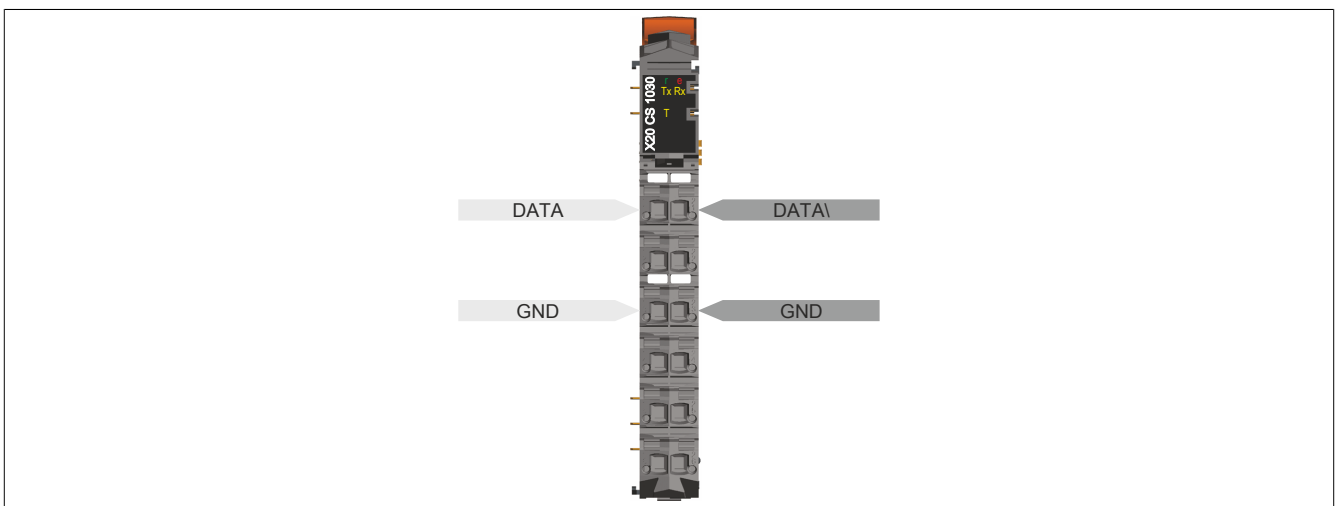 r e
Tx Rx
T
X20 CS 1030
DATA DATA\
GND GND